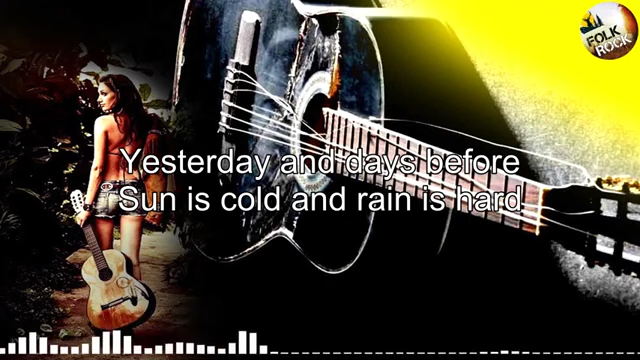 FOLK
ROCK
Yesterday and days before
Sun is cold and rain is hard